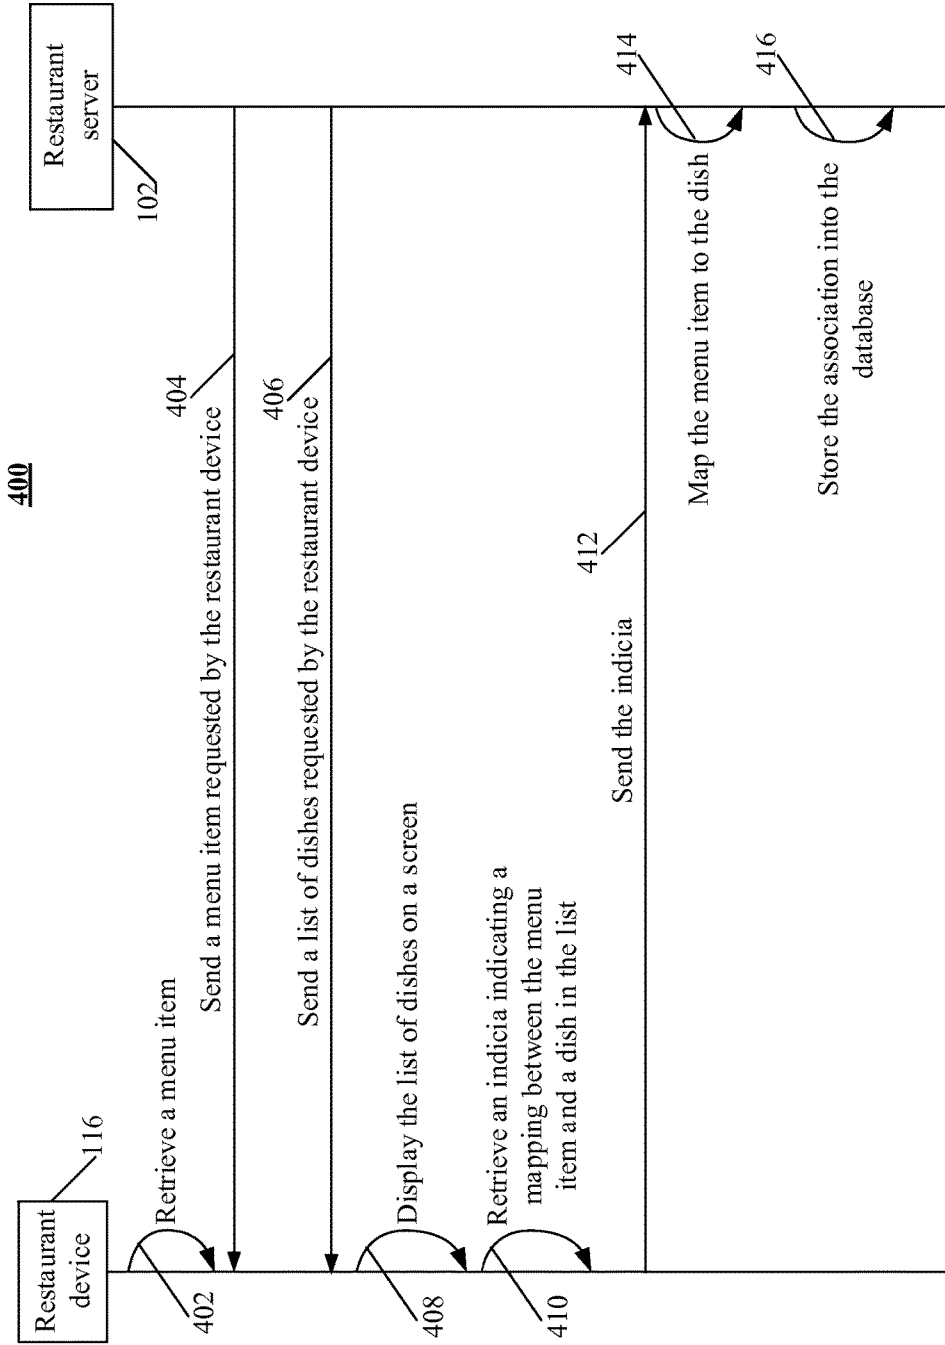 400
Restaurant
device
116
Restaurant
server
102
402
Retrieve a menu item
404
Send a menu item requested by the restaurant device
406
Send a list of dishes requested by the restaurant device
408
Display the list of dishes on a screen
410
Retrieve an indicia indicating a
mapping between the menu
item and a dish in the list
412
Send the indicia
414
Map the menu item to the dish
416
Store the association into the
database